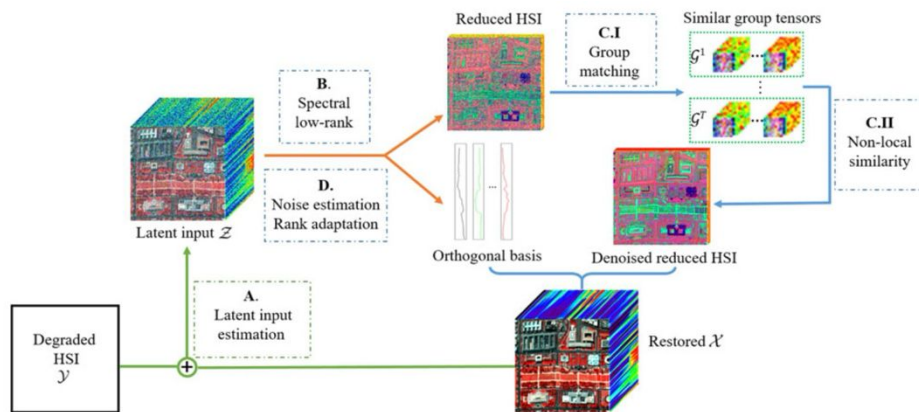 Reduced HSI
C.I
Group
matching
Similar group tensors
𝒢¹
...
⋮
𝒢ᵀ
...
B.
Spectral
low-rank
C.II
Non-local
similarity
D.
Noise estimation
Rank adaptation
...
Latent input 𝒵
Orthogonal basis
Denoised reduced HSI
A.
Latent input
estimation
Degraded
HSI
𝒴
+
Restored 𝒳